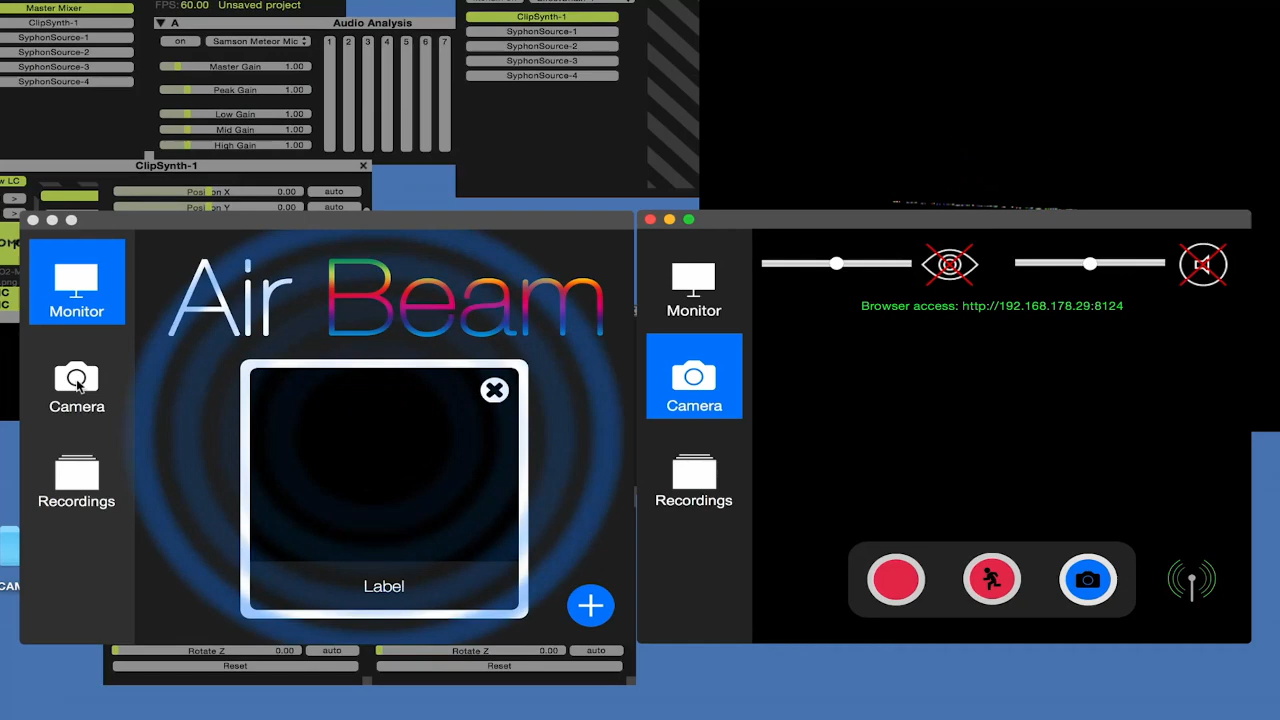 Master Mixer
ClipSynth-1
SyphonSource-1
SyphonSource-2
SyphonSource-3
SyphonSource-4
FPS: 60.00 Unsaved project
A Audio Analysis
on Samson Meteor Mic
1 2 3 4 5 6 7
Master Gain 1.00
Peak Gain 1.00
Low Gain 1.00
Mid Gain 1.00
High Gain 1.00
ClipSynth-1
SyphonSource-1
SyphonSource-2
SyphonSource-3
SyphonSource-4
ClipSynth-1
Position X 0.00 auto
Position Y 0.00 auto
Monitor
Camera
Recordings
Air Beam
Label
Monitor
Camera
Recordings
Browser access: http://192.168.178.29:8124
Rotate Z 0.00 auto
Reset
Rotate Z 0.00 auto
Reset